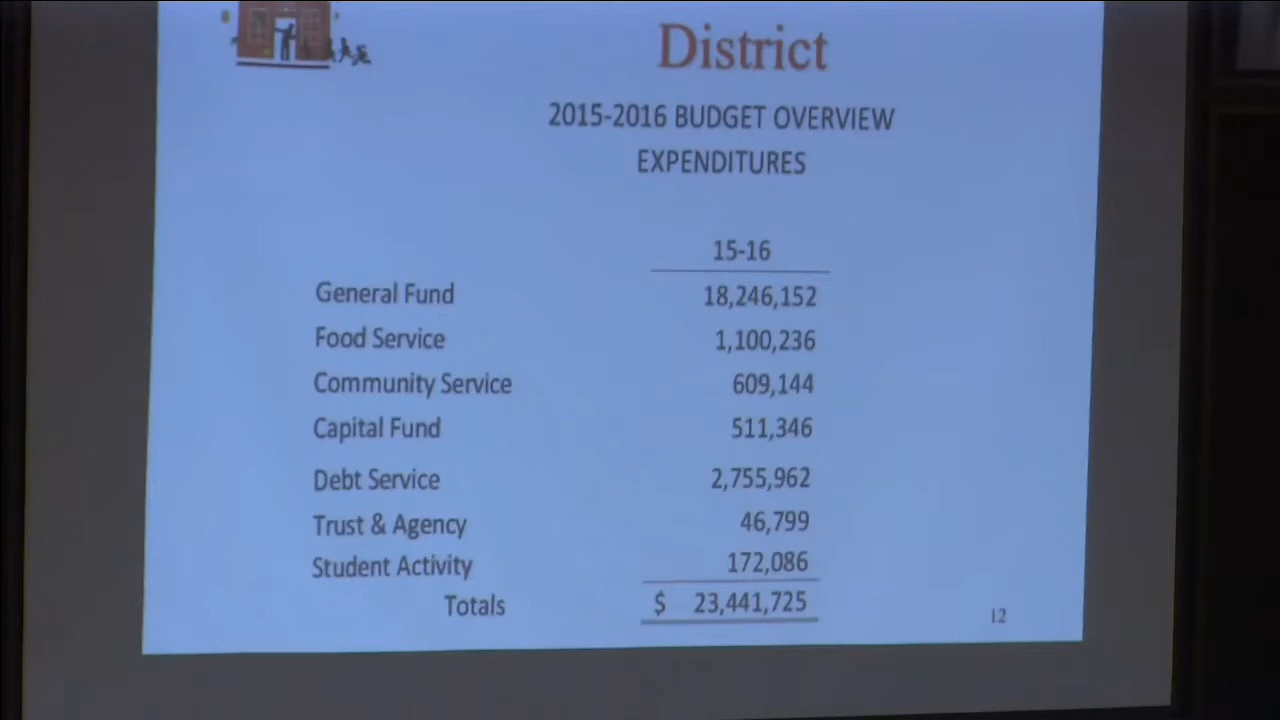 District
2015-2016 BUDGET OVERVIEW
EXPENDITURES
15-16
General Fund 18,246,152
Food Service 1,100,236
Community Service 609,144
Capital Fund 511,346
Debt Service 2,755,962
Trust & Agency 46,799
Student Activity 172,086
Totals $ 23,441,725
12